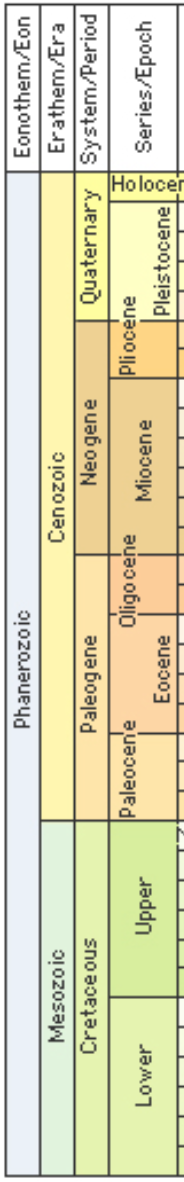 Eonothem/Eon
Erathem/Era
System/Period
Series/Epoch
Phanerozoic
Cenozoic
Quaternary
Holocen
Pleistocene
Neogene
Pliocene
Miocene
Paleogene
Oligocene
Eocene
Paleocene
Mesozoic
Cretaceous
Upper
Lower